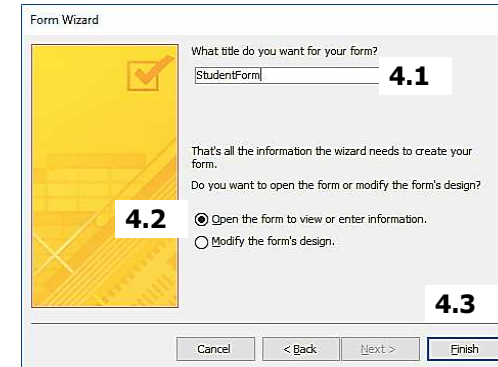 Form Wizard
What title do you want for your form?
StudentForm
4.1
That's all the information the wizard needs to create your
form.
Do you want to open the form or modify the form's design?
4.2
Open the form to view or enter information.
Modify the form's design.
4.3
Cancel
< Back
Next >
Finish